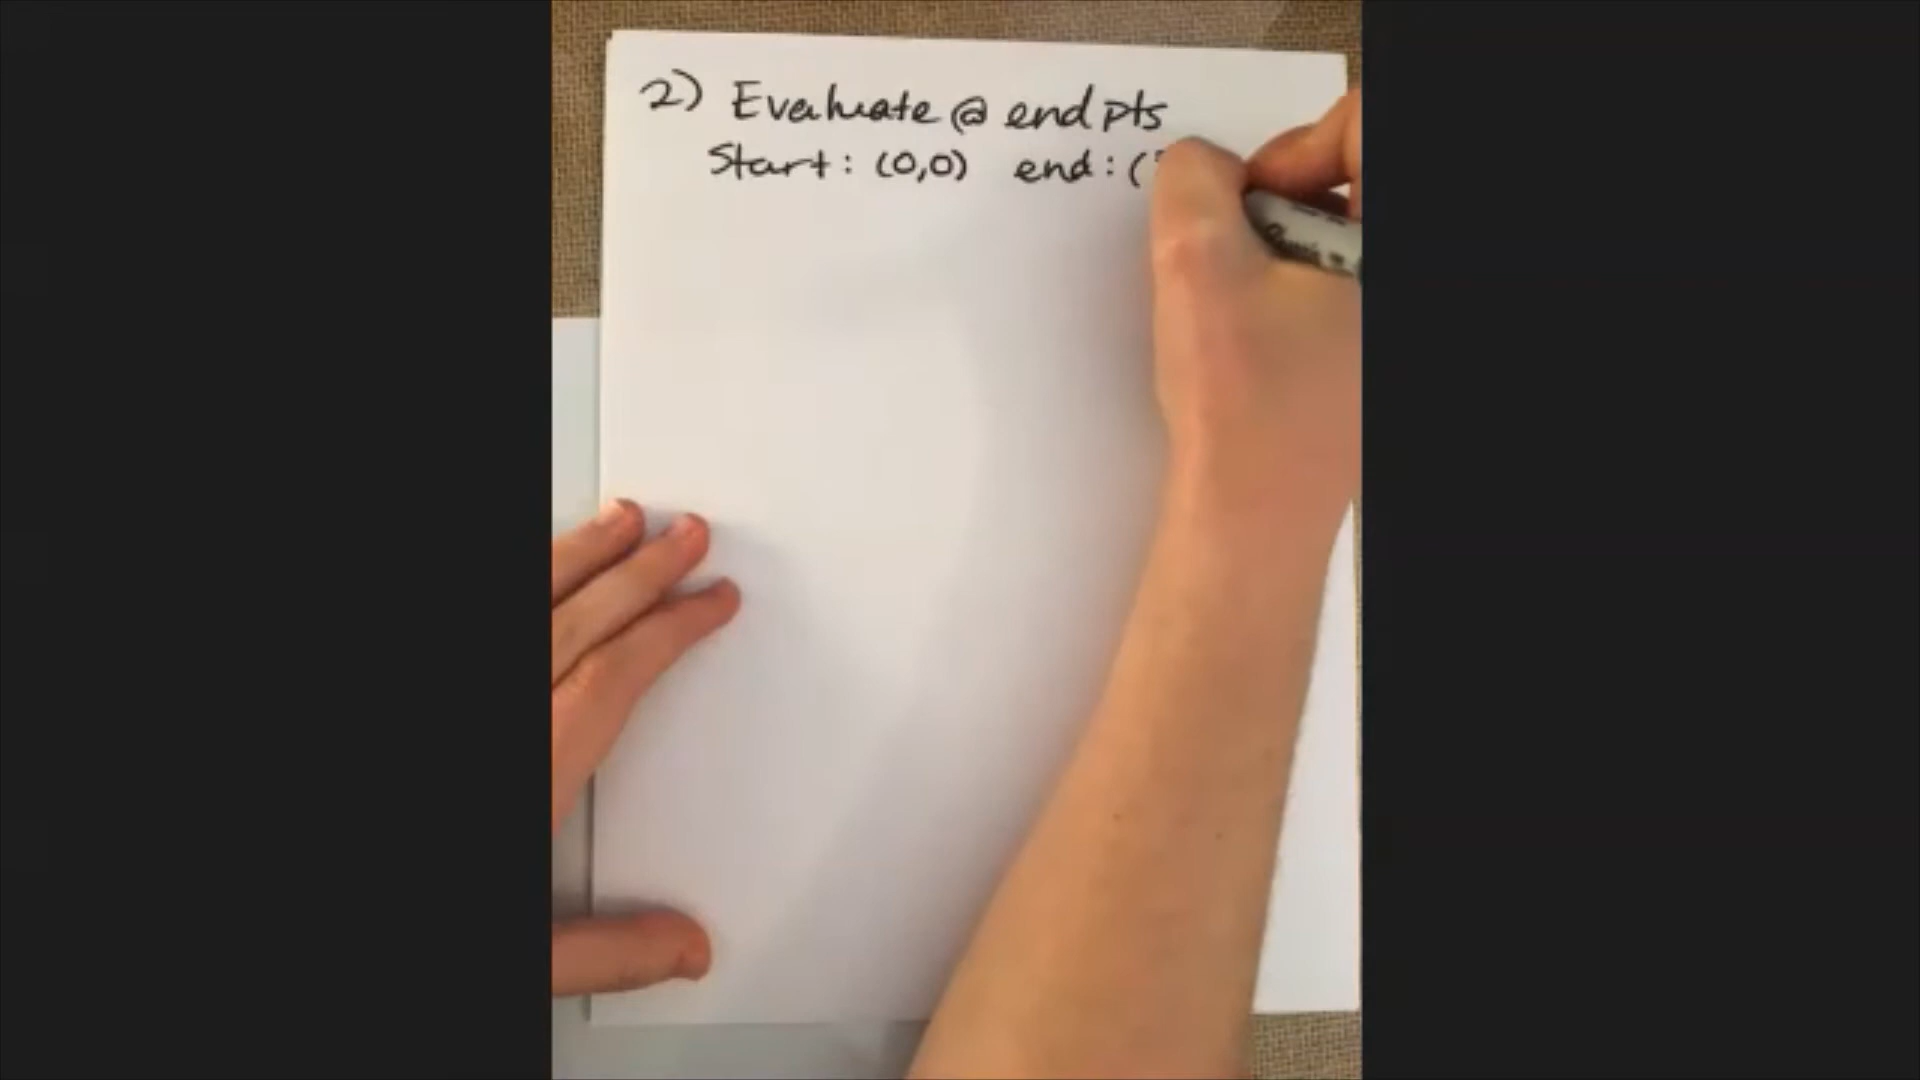 2) Evaluate @ end pts
Start: (0,0) end: (